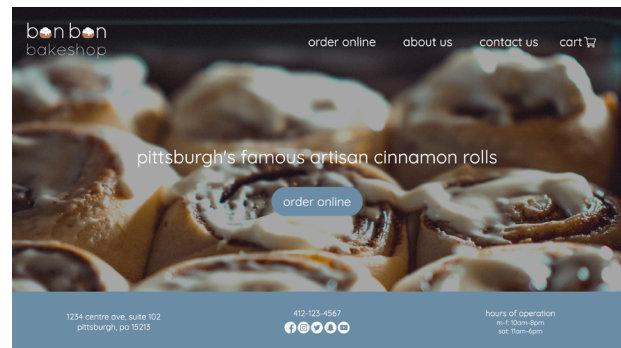 bon bon
bakeshop
order online
about us
contact us
cart
pittsburgh's famous artisan cinnamon rolls
order online
1234 centre ave, suite 102
pittsburgh, pa 15213
412-123-4567
hours of operation
m-f: 10am-8pm
sat: 11am-6pm